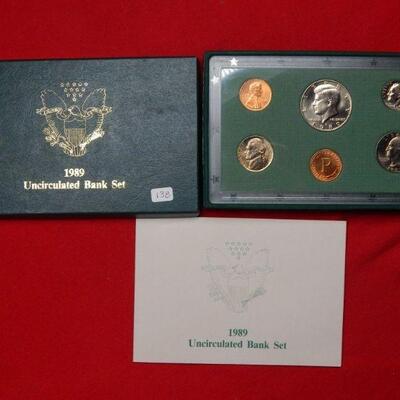 1989
Uncirculated Bank Set
138
P
1989
Uncirculated Bank Set